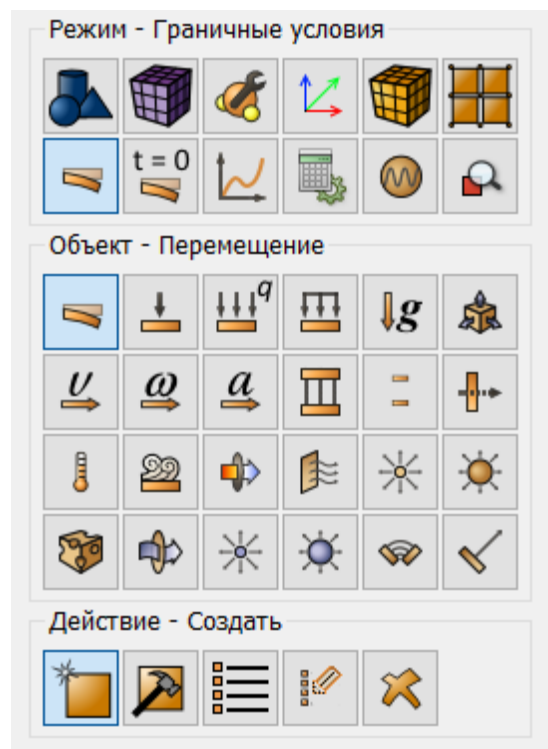 Режим - Граничные условия
t = 0
Объект - Перемещение
q
g
υ
ω
a
Действие - Создать